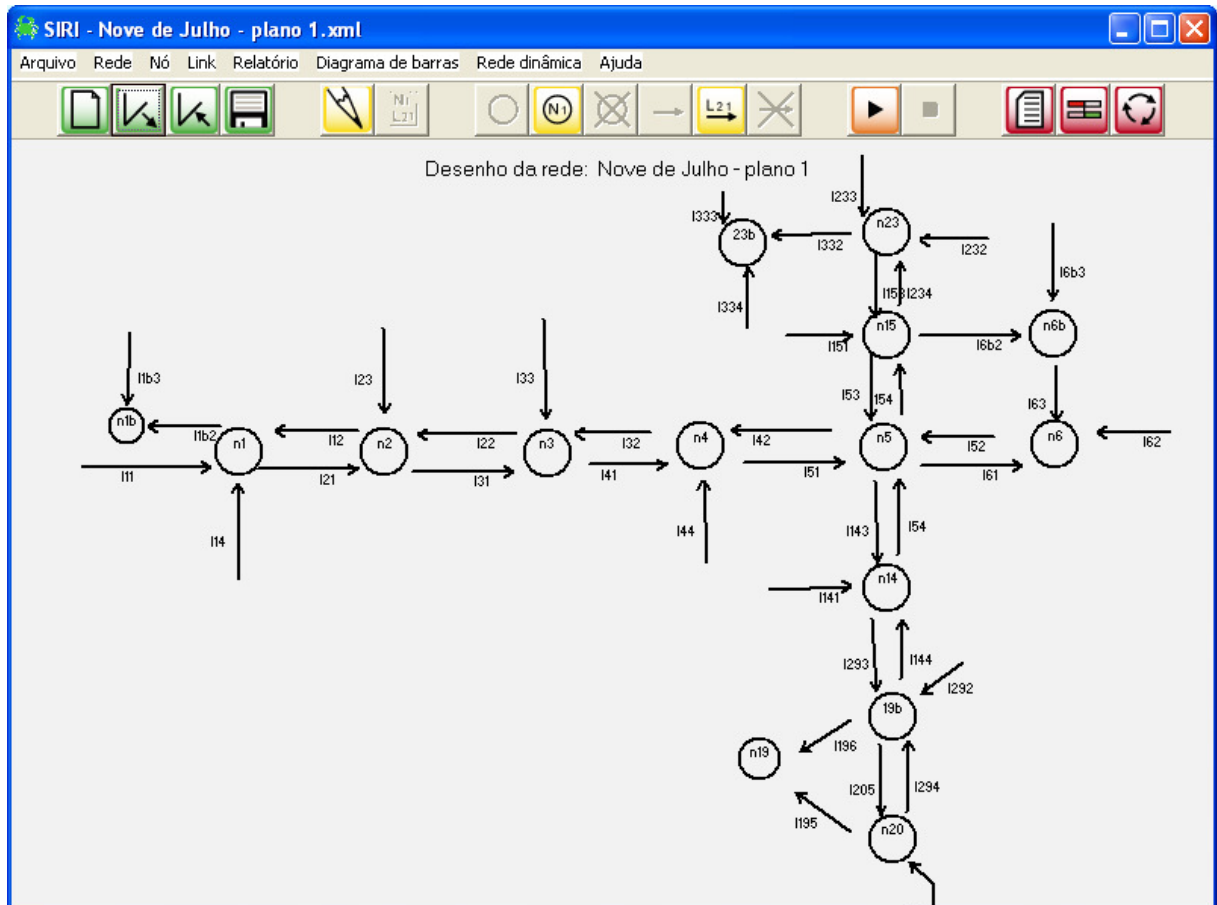 SIRI - Nove de Julho - plano 1.xml
Arquivo Rede Nó Link Relatório Diagrama de barras Rede dinâmica Ajuda
Ni
L21
N1
L21
Desenho da rede: Nove de Julho - plano 1
l233
l333
23b
n23
l332
l232
l6b3
l334
l153
l234
n15
n6b
l151
l6b2
l1b3
l23
l33
l53
l54
l63
n1b
l1b2
n1
l12
n2
l22
n3
l32
n4
l42
n5
l52
n6
l62
l11
l21
l31
l41
l51
l61
l14
l44
l143
l54
n14
l141
l293
l144
l292
19b
n19
l196
l205
l294
l195
n20